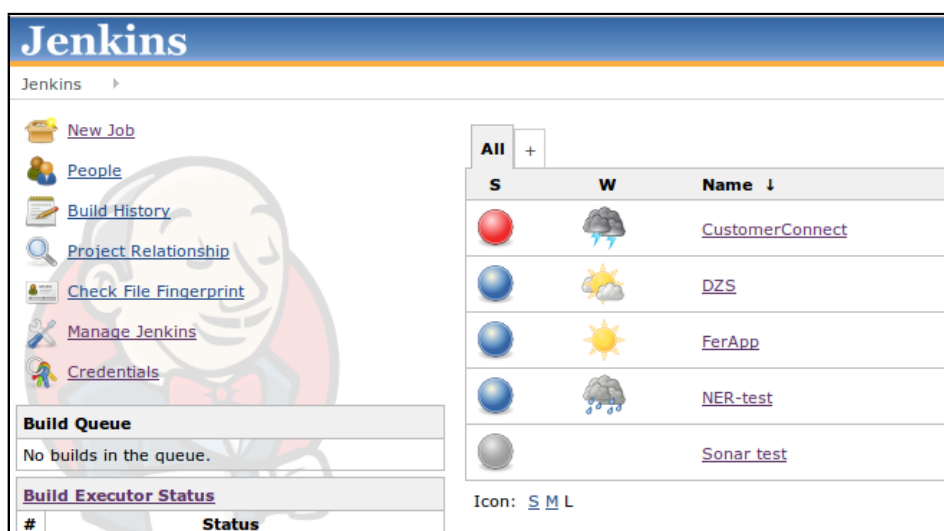 Jenkins
Jenkins
New Job
People
Build History
Project Relationship
Check File Fingerprint
Manage Jenkins
Credentials
Build Queue
No builds in the queue.
Build Executor Status
# Status
All +
S W Name ↓
CustomerConnect
DZS
FerApp
NER-test
Sonar test
Icon: S M L